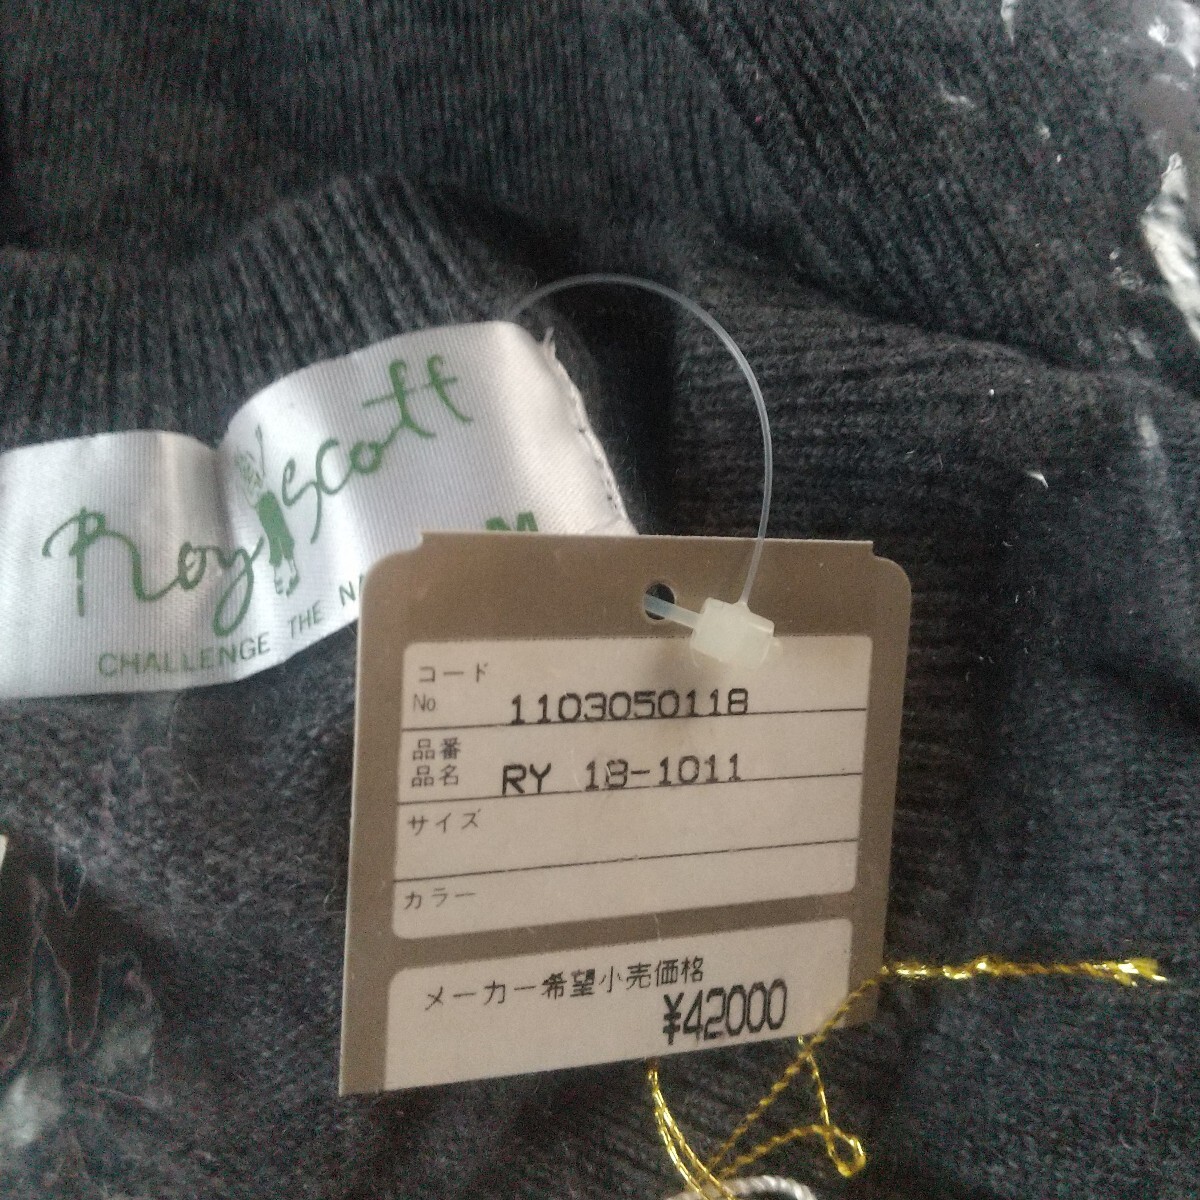 Roy Scott
M
CHALLENGE THE
コード
No 1103050118
品番
品名 RY 18-1011
サイズ
カラー
メーカー希望小売価格
¥42000